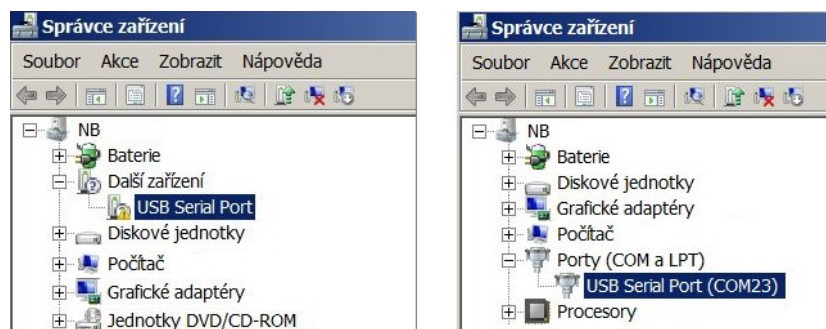 Správce zařízení
Soubor Akce Zobrazit Nápověda
NB
Baterie
Další zařízení
USB Serial Port
Diskové jednotky
Počítač
Grafické adaptéry
Jednotky DVD/CD-ROM
Správce zařízení
Soubor Akce Zobrazit Nápověda
NB
Baterie
Diskové jednotky
Grafické adaptéry
Počítač
Porty (COM a LPT)
USB Serial Port (COM23)
Procesory